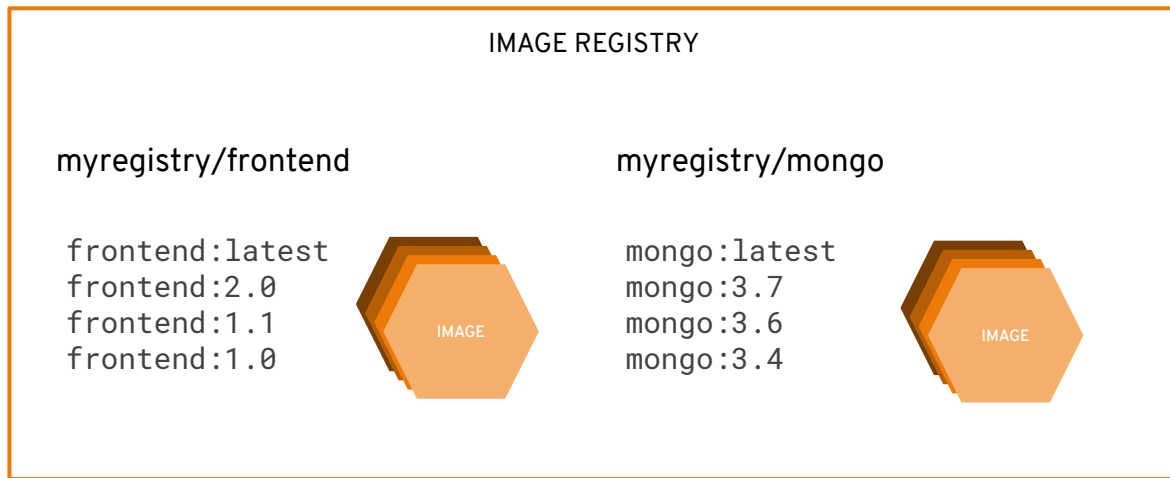 IMAGE REGISTRY
myregistry/frontend
frontend:latest
frontend:2.0
frontend:1.1
frontend:1.0
IMAGE
myregistry/mongo
mongo:latest
mongo:3.7
mongo:3.6
mongo:3.4
IMAGE